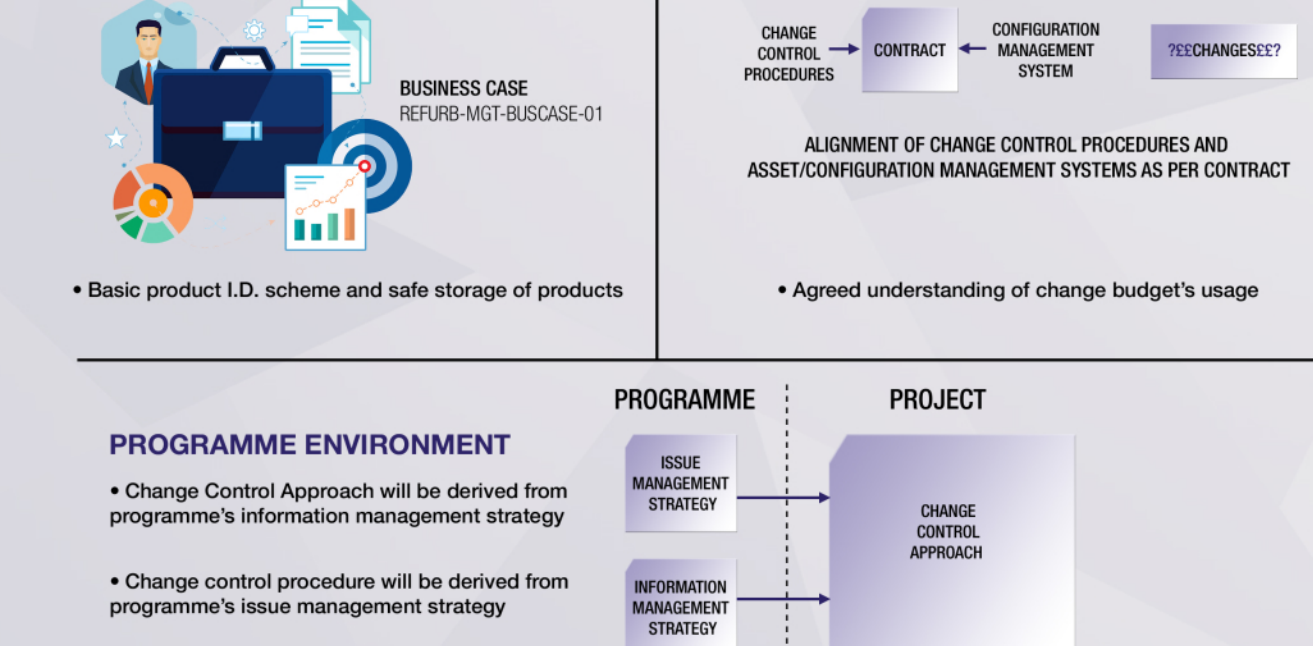 BUSINESS CASE
REFURB-MGT-BUSCASE-01
• Basic product I.D. scheme and safe storage of products
CHANGE
CONTROL
PROCEDURES
CONTRACT
CONFIGURATION
MANAGEMENT
SYSTEM
?££CHANGES££?
ALIGNMENT OF CHANGE CONTROL PROCEDURES AND
ASSET/CONFIGURATION MANAGEMENT SYSTEMS AS PER CONTRACT
• Agreed understanding of change budget's usage
PROGRAMME ENVIRONMENT
• Change Control Approach will be derived from
programme's information management strategy
• Change control procedure will be derived from
programme's issue management strategy
PROGRAMME
PROJECT
ISSUE
MANAGEMENT
STRATEGY
INFORMATION
MANAGEMENT
STRATEGY
CHANGE
CONTROL
APPROACH